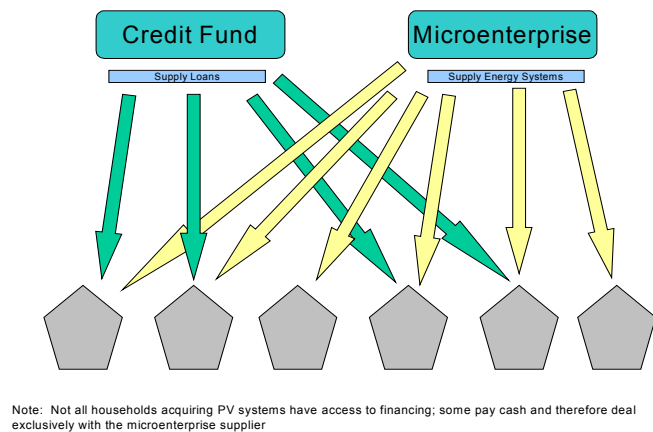 Credit Fund
Microenterprise
Supply Loans
Supply Energy Systems
Note: Not all households acquiring PV systems have access to financing; some pay cash and therefore deal
exclusively with the microenterprise supplier